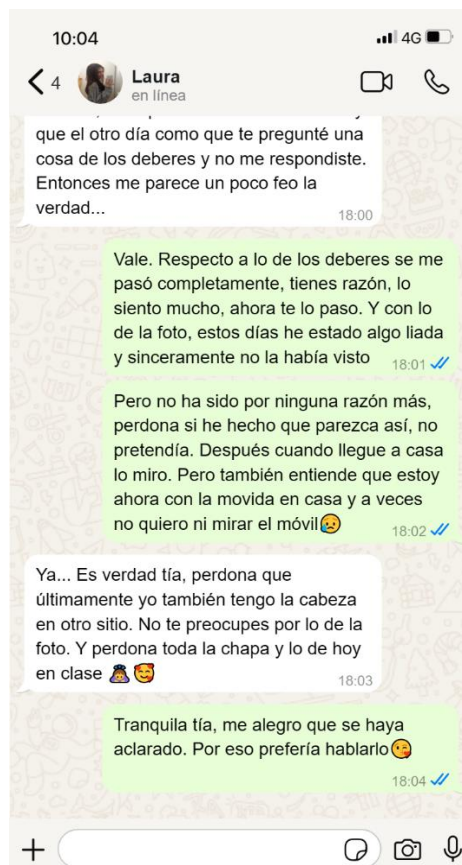 10:04
4G
4
Laura
en línea
que el otro día como que te pregunté una
cosa de los deberes y no me respondiste.
Entonces me parece un poco feo la
verdad...
18:00
Vale. Respecto a lo de los deberes se me
pasó completamente, tienes razón, lo
siento mucho, ahora te lo paso. Y con lo
de la foto, estos días he estado algo liada
y sinceramente no la había visto
18:01
Pero no ha sido por ninguna razón más,
perdona si he hecho que parezca así, no
pretendía. Después cuando llegue a casa
lo miro. Pero también entiende que estoy
ahora con la movida en casa y a veces
no quiero ni mirar el móvil😥
18:02
Ya... Es verdad tía, perdona que
últimamente yo también tengo la cabeza
en otro sitio. No te preocupes por lo de la
foto. Y perdona toda la chapa y lo de hoy
en clase 🙇‍♀️🥰
18:03
Tranquila tía, me alegro que se haya
aclarado. Por eso prefería hablarlo😘
18:04